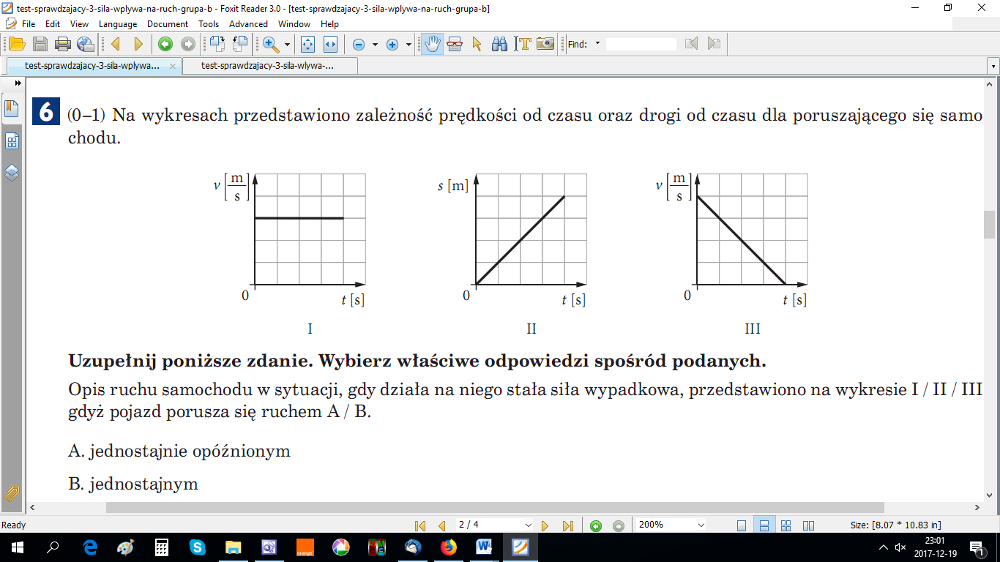 test-sprawdzajacy-3-sila-wplywa-na-ruch-grupa-b - Foxit Reader 3.0 - [test-sprawdzajacy-3-sila-wplywa-na-ruch-grupa-b]
File Edit View Language Document Tools Advanced Window Help
Find:
test-sprawdzajacy-3-sila-wplywa... test-sprawdzajacy-3-sila-wlywa-...
6 (0–1) Na wykresach przedstawiono zależność prędkości od czasu oraz drogi od czasu dla poruszającego się samo
chodu.
v [m/s] s [m] v [m/s]
0 t [s] 0 t [s] 0 t [s]
I II III
Uzupełnij poniższe zdanie. Wybierz właściwe odpowiedzi spośród podanych.
Opis ruchu samochodu w sytuacji, gdy działa na niego stała siła wypadkowa, przedstawiono na wykresie I / II / III
gdyż pojazd porusza się ruchem A / B.
A. jednostajnie opóźnionym
B. jednostajnym
Ready 2 / 4 200% Size: [8.07 * 10.83 in]
orange
23:01
2017-12-19
1